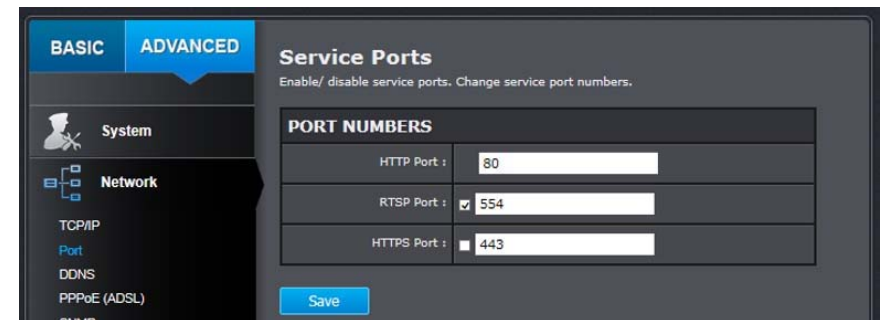 BASIC ADVANCED
Service Ports
Enable/ disable service ports. Change service port numbers.
System
Network
TCP/IP
Port
DDNS
PPPoE (ADSL)
PORT NUMBERS
HTTP Port : 80
RTSP Port : 554
HTTPS Port : 443
Save